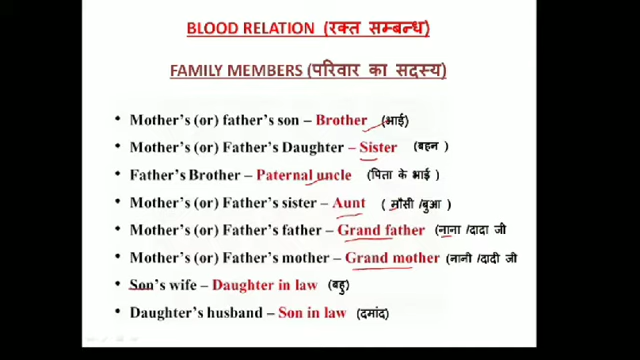 BLOOD RELATION (रक्त सम्बन्ध)
FAMILY MEMBERS (परिवार का सदस्य)
• Mother's (or) father's son – Brother (भाई)
• Mother's (or) Father's Daughter – Sister (बहन )
• Father's Brother – Paternal uncle (पिता के भाई )
• Mother's (or) Father's sister – Aunt ( मौसी /बुआ )
• Mother's (or) Father's father – Grand father (नाना /दादा जी
• Mother's (or) Father's mother – Grand mother (नानी /दादी जी
• Son's wife – Daughter in law (बहु)
• Daughter's husband – Son in law (दमांद)